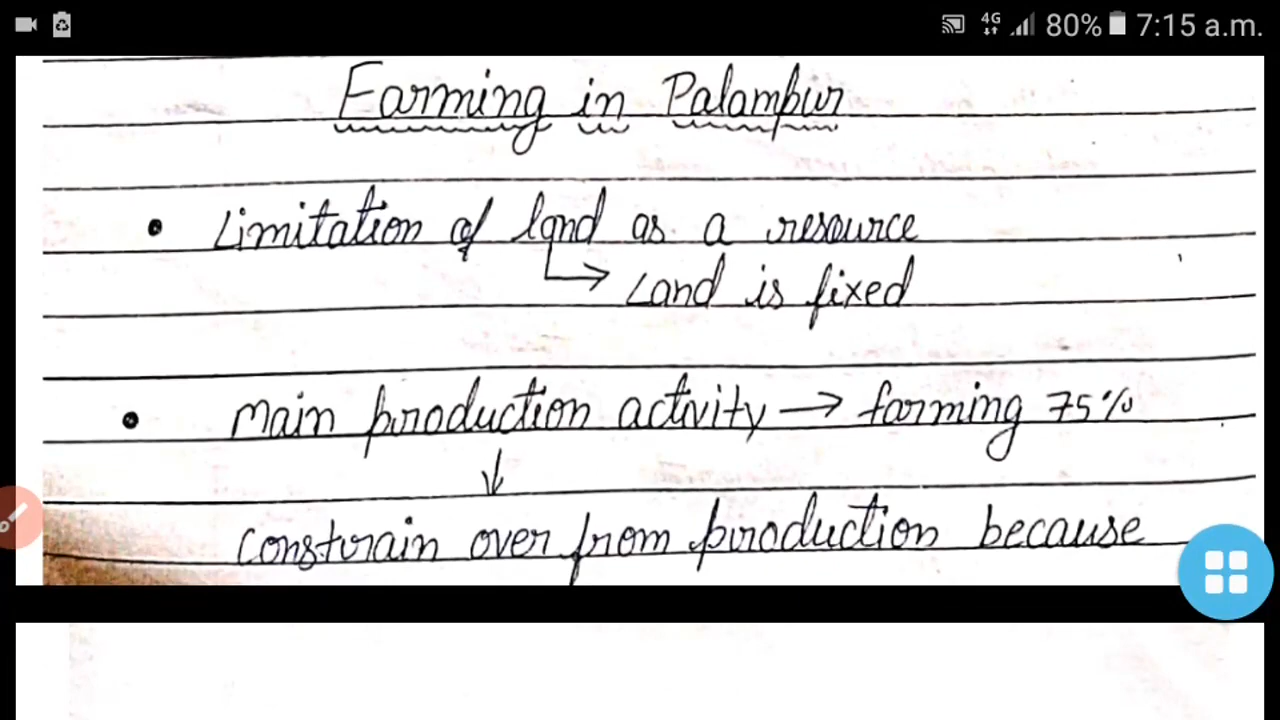 4G 80% 7:15 a.m.
Farming in Palampur
• Limitation of land as a resource
→ Land is fixed
• Main production activity → farming 75%
↓
constrain over from production because